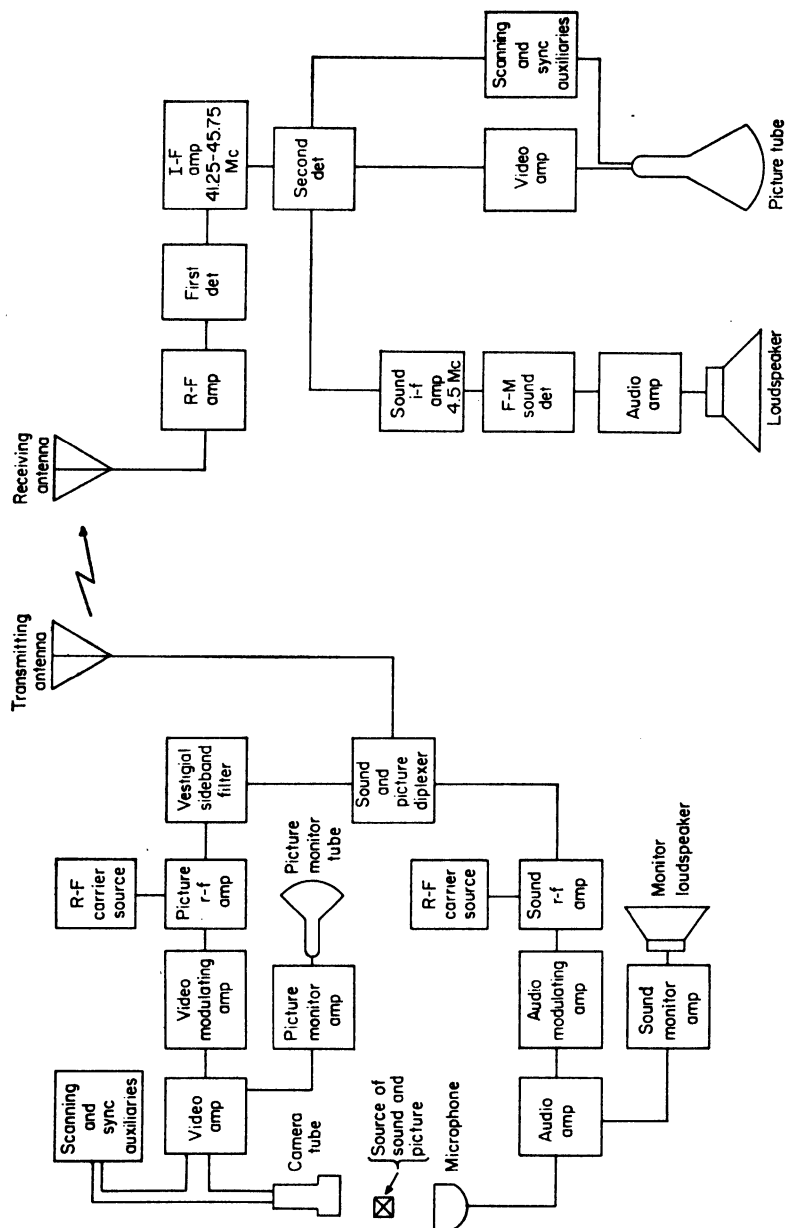 Scanning
and
sync
auxiliaries
Video
amp
Camera
tube
Source of
sound and
picture
Microphone
Audio
amp
Video
modulating
amp
Picture
monitor
amp
Audio
modulating
amp
Sound
monitor
amp
R-F
carrier
source
Picture
r-f
amp
Picture
monitor tube
R-F
carrier
source
Sound
r-f
amp
Monitor
loudspeaker
Vestigial
sideband
filter
Sound
and
picture
diplexer
Transmitting
antenna
Receiving
antenna
R-F
amp
First
det
I-F
amp
41.25-45.75
Mc
Second
det
Sound
i-f
amp
4.5 Mc
F-M
sound
det
Audio
amp
Loudspeaker
Video
amp
Scanning
and
sync
auxiliaries
Picture tube